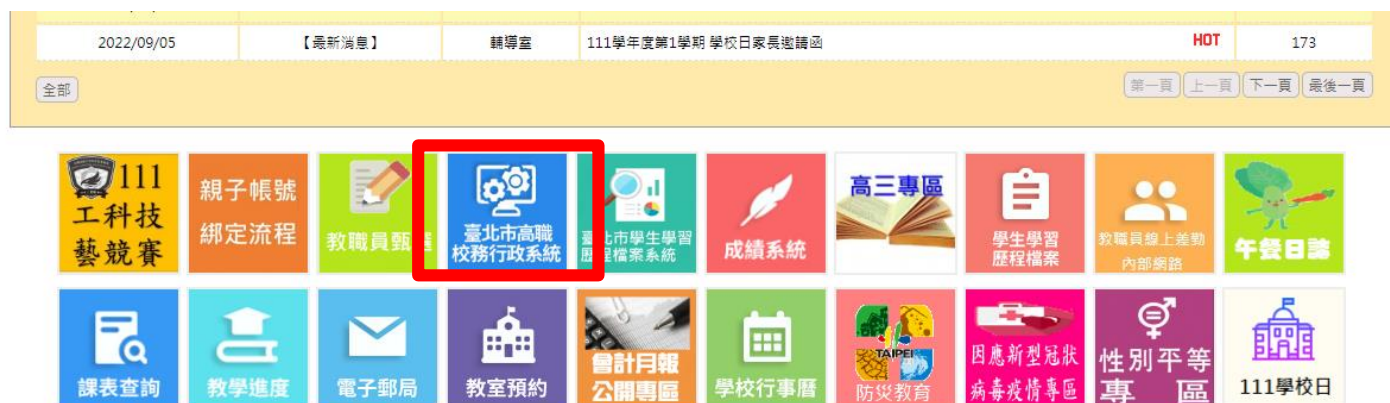 2022/09/05 【最新消息】 輔導室 111學年度第1學期 學校日家長邀請函 HOT 173
全部 第一頁 上一頁 下一頁 最後一頁
111
工科技
藝競賽
親子帳號
綁定流程
教職員甄選
臺北市高職
校務行政系統
臺北市學生學習
歷程檔案系統
成績系統
高三專區
學生學習
歷程檔案
教職員線上差勤
內部網路
午餐日誌
課表查詢
教學進度
電子郵局
教室預約
會計月報
公開專區
學校行事曆
TAIPEI
防災教育
因應新型冠狀
病毒疫情專區
性別平等
專區
111學校日